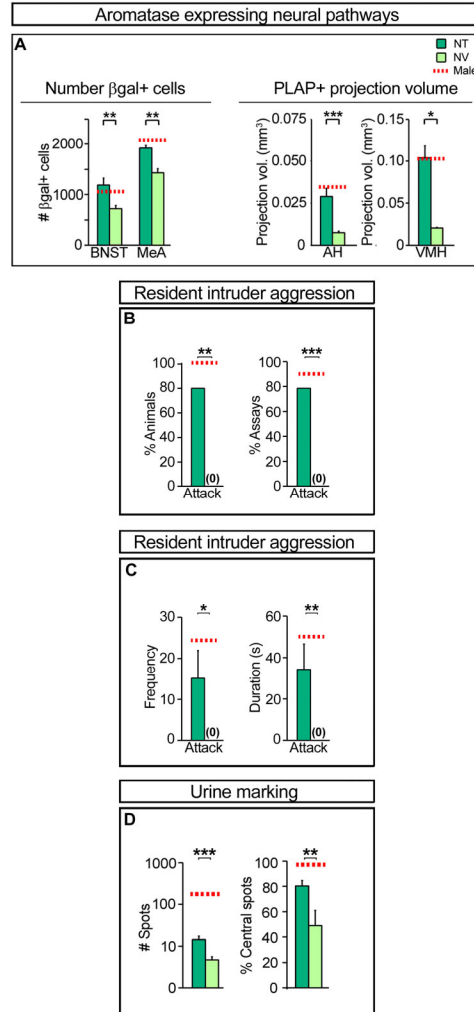 Aromatase expressing neural pathways
A
NT
NV
Male
Number βgal+ cells
PLAP+ projection volume
# βgal+ cells
2000
1000
0
**
**
BNST MeA
Projection vol. (mm³)
0.075
0.050
0.025
0
***
AH
Projection vol. (mm³)
0.15
0.10
0.05
0
*
VMH
Resident intruder aggression
B
% Animals
100
80
60
40
20
0
**
(0)
Attack
% Assays
100
80
60
40
20
0
***
(0)
Attack
Resident intruder aggression
C
Frequency
30
20
10
0
*
(0)
Attack
Duration (s)
60
40
20
0
**
(0)
Attack
Urine marking
D
# Spots
1000
100
10
0
***
% Central spots
100
80
60
40
20
0
**